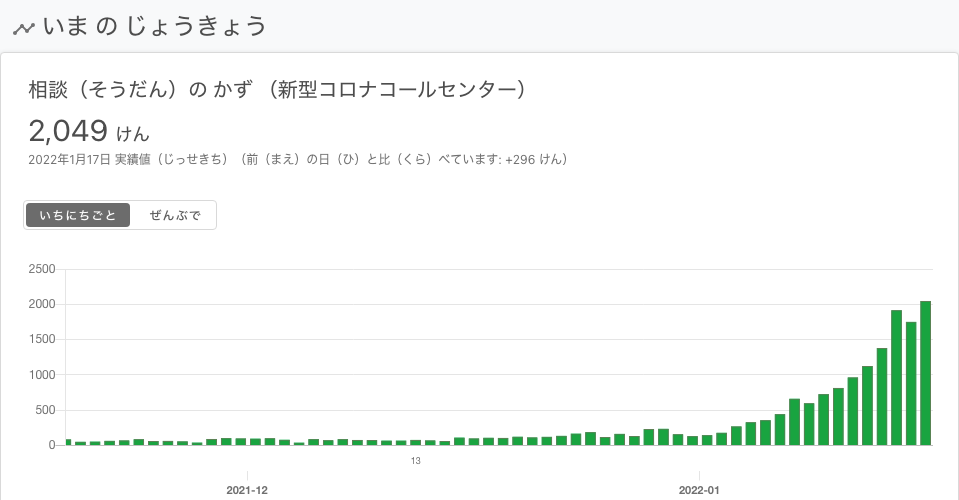 いま の じょうきょう
相談（そうだん）の かず （新型コロナコールセンター）
2,049 けん
2022年1月17日 実績値（じっせきち）（前（まえ）の日（ひ）と比（くら）べています: +296 けん）
いちにちごと ぜんぶで
2500
2000
1500
1000
500
0
13
2021-12 2022-01